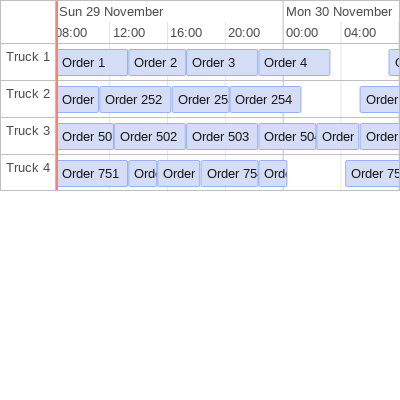 Sun 29 November Mon 30 November
08:00 12:00 16:00 20:00 00:00 04:00
Truck 1 Order 1 Order 2 Order 3 Order 4
Truck 2 Order Order 252 Order 25 Order 254 Order
Truck 3 Order 50 Order 502 Order 503 Order 504 Order Order
Truck 4 Order 751 Ord Order Order 75 Ord Order 75